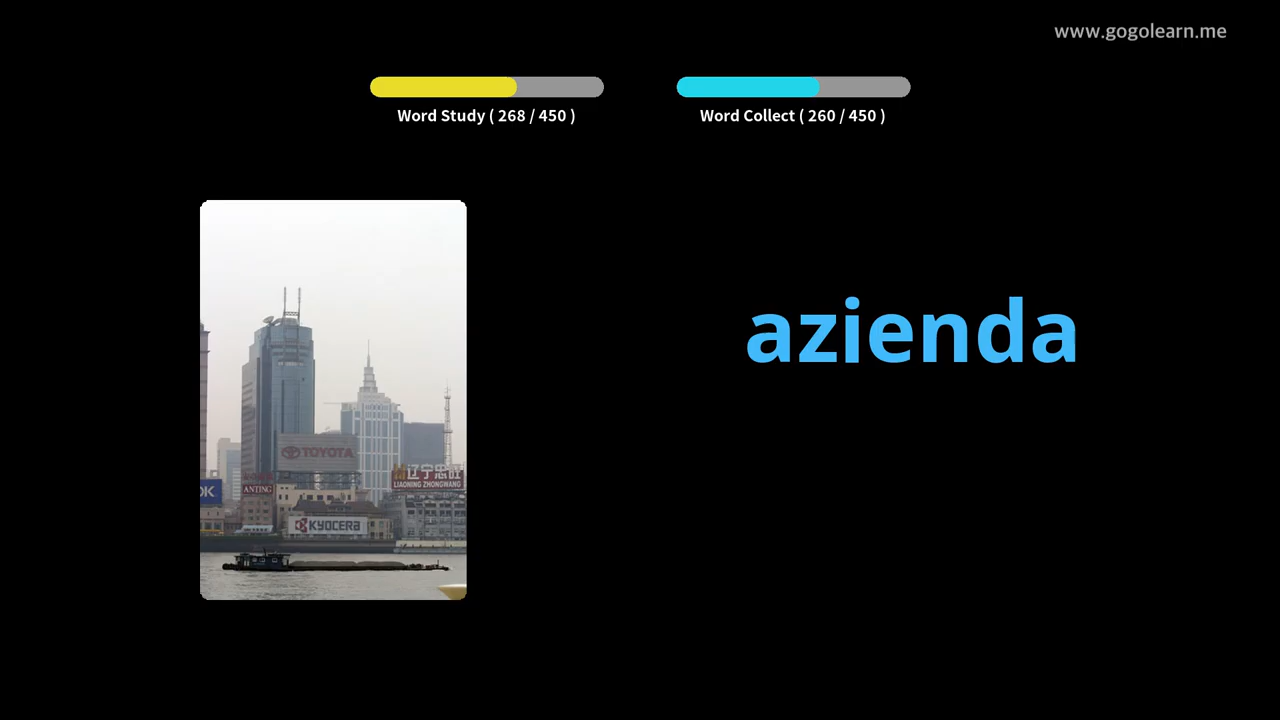 www.gogolearn.me
Word Study ( 268 / 450 )
Word Collect ( 260 / 450 )
azienda
TOYOTA
OK
ANTING
辽宁忠旺
LIAONING ZHONGWANG
KYOCERA